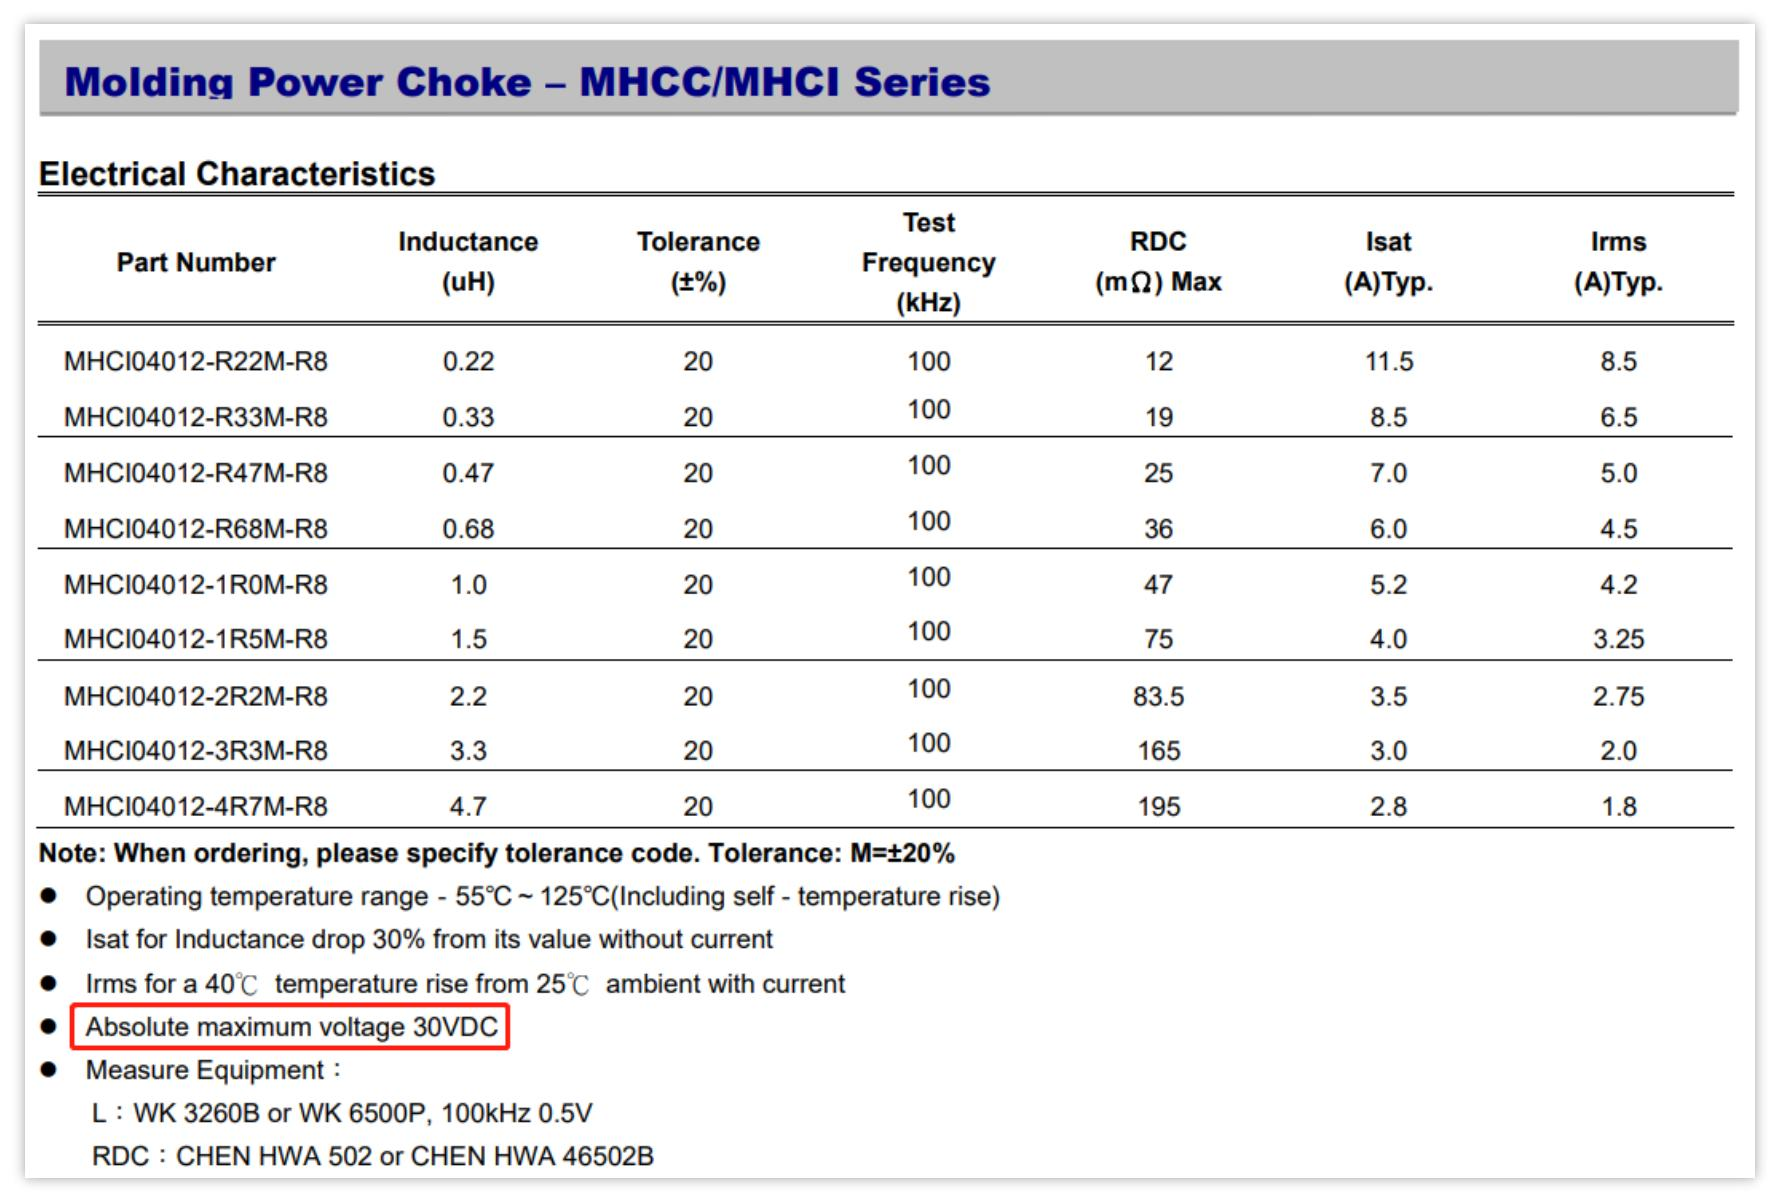 Molding Power Choke – MHCC/MHCI Series
Electrical Characteristics
Part Number Inductance (uH) Tolerance (±%) Test Frequency (kHz) RDC (mΩ) Max Isat (A)Typ. Irms (A)Typ.
MHCI04012-R22M-R8 0.22 20 100 12 11.5 8.5
MHCI04012-R33M-R8 0.33 20 100 19 8.5 6.5
MHCI04012-R47M-R8 0.47 20 100 25 7.0 5.0
MHCI04012-R68M-R8 0.68 20 100 36 6.0 4.5
MHCI04012-1R0M-R8 1.0 20 100 47 5.2 4.2
MHCI04012-1R5M-R8 1.5 20 100 75 4.0 3.25
MHCI04012-2R2M-R8 2.2 20 100 83.5 3.5 2.75
MHCI04012-3R3M-R8 3.3 20 100 165 3.0 2.0
MHCI04012-4R7M-R8 4.7 20 100 195 2.8 1.8
Note: When ordering, please specify tolerance code. Tolerance: M=±20%
● Operating temperature range - 55℃ ~ 125℃(Including self - temperature rise)
● Isat for Inductance drop 30% from its value without current
● Irms for a 40℃ temperature rise from 25℃ ambient with current
● Absolute maximum voltage 30VDC
● Measure Equipment：
L：WK 3260B or WK 6500P, 100kHz 0.5V
RDC：CHEN HWA 502 or CHEN HWA 46502B